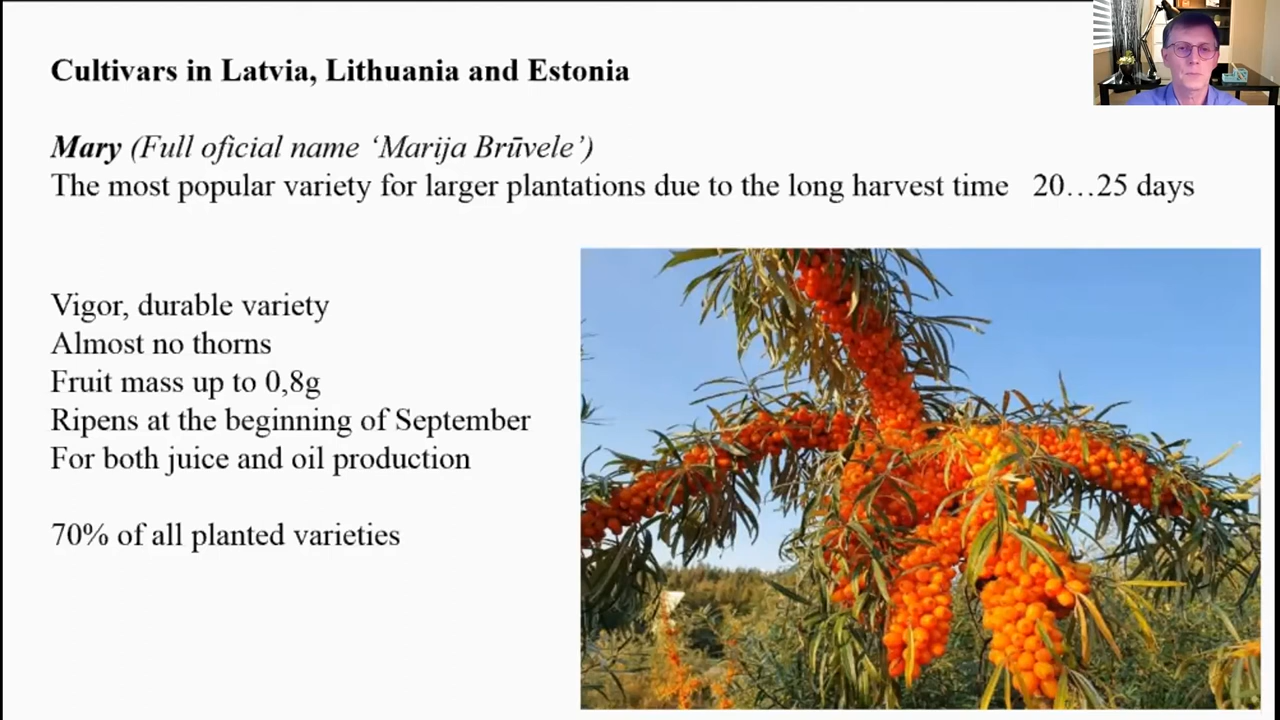 Cultivars in Latvia, Lithuania and Estonia
Mary (Full oficial name ‘Marija Brūvele’)
The most popular variety for larger plantations due to the long harvest time 20…25 days
Vigor, durable variety
Almost no thorns
Fruit mass up to 0,8g
Ripens at the beginning of September
For both juice and oil production
70% of all planted varieties